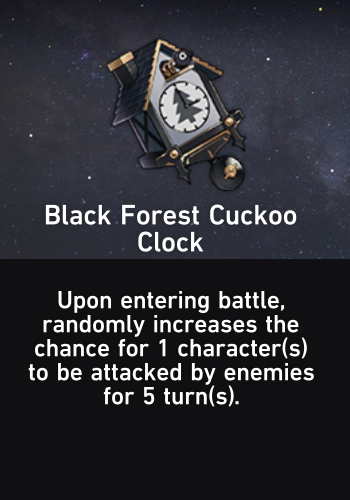 Black Forest Cuckoo
Clock
Upon entering battle,
randomly increases the
chance for 1 character(s)
to be attacked by enemies
for 5 turn(s).